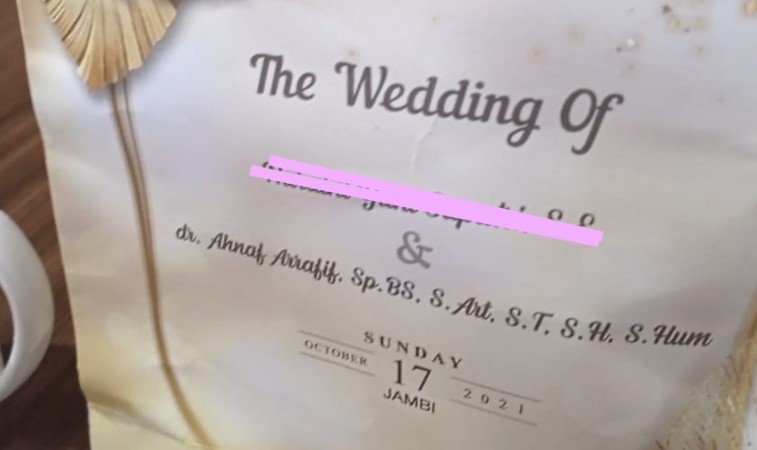 The Wedding Of
&
dr. Ahnaf Arrafif, Sp.BS, S.Art, S.T, S.H, S.Hum
SUNDAY
OCTOBER 17 2021
JAMBI